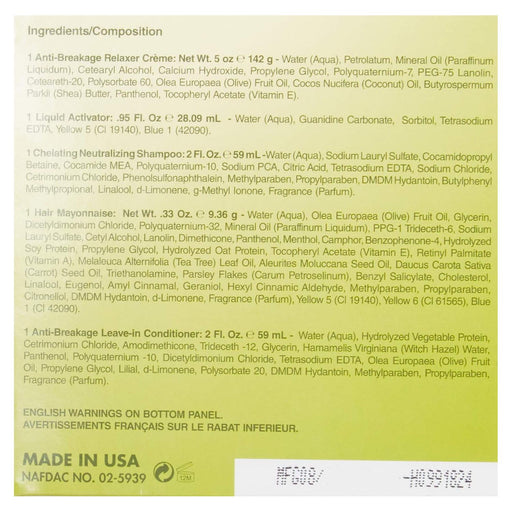 Ingredients/Composition
1 Anti-Breakage Relaxer Crème: Net Wt. 5 oz ℮ 142 g - Water (Aqua), Petrolatum, Mineral Oil (Paraffinum
Liquidum), Cetearyl Alcohol, Calcium Hydroxide, Propylene Glycol, Polyquaternium-7, PEG-75 Lanolin,
Ceteareth-20, Polysorbate 60, Olea Europaea (Olive) Fruit Oil, Cocos Nucifera (Coconut) Oil, Butyrospermum
Parkii (Shea) Butter, Panthenol, Tocopheryl Acetate (Vitamin E).
1 Liquid Activator: .95 Fl. Oz ℮ 28.09 mL - Water (Aqua), Guanidine Carbonate, Sorbitol, Tetrasodium
EDTA, Yellow 5 (CI 19140), Blue 1 (42090).
1 Chelating Neutralizing Shampoo: 2 Fl. Oz. ℮ 59 mL -Water (Aqua), Sodium Lauryl Sulfate, Cocamidopropyl
Betaine, Cocamide MEA, Polyquaternium-10, Sodium PCA, Citric Acid, Tetrasodium EDTA, Sodium Chloride,
Cetrimonium Chloride, Phenolsulfonaphthalein, Methylparaben, Propylparaben, DMDM Hydantoin, Butylphenyl
Methylpropional, Linalool, d-Limonene, g-Methyl Ionone, Fragrance (Parfum).
1 Hair Mayonnaise: Net Wt. .33 Oz. ℮ 9.36 g - Water (Aqua), Olea Europaea (Olive) Fruit Oil, Glycerin,
Dicetyldimonium Chloride, Polyquaternium-32, Mineral Oil (Paraffinum Liquidum), PPG-1 Trideceth-6, Sodium
Lauryl Sulfate, Cetyl Alcohol, Lanolin, Dimethicone, Panthenol, Menthol, Camphor, Benzophenone-4, Hydrolyzed
Soy Protein, Propylene Glycol, Hydrolyzed Oat Protein, Tocopheryl Acetate (Vitamin E), Retinyl Palmitate
(Vitamin A), Melaleuca Alternifolia (Tea Tree) Leaf Oil, Aleurites Moluccana Seed Oil, Daucus Carota Sativa
(Carrot) Seed Oil, Triethanolamine, Parsley Flakes (Carum Petroselinum), Benzyl Salicylate, Cholesterol,
Linalool, Eugenol, Amyl Cinnamal, Geraniol, Hexyl Cinnamic Aldehyde, Methylparaben, Propylparaben,
Citronellol, DMDM Hydantoin, d-Limonene, Fragrance (Parfum), Yellow 5 (CI 19140), Yellow 6 (CI 61565), Blue
1 (CI 42090).
1 Anti-Breakage Leave-in Conditioner: 2 Fl. Oz. ℮ 59 mL - Water (Aqua), Hydrolyzed Vegetable Protein,
Cetrimonium Chloride, Amodimethicone, Trideceth -12, Glycerin, Hamamelis Virginiana (Witch Hazel) Water,
Panthenol, Polyquaternium -10, Dicetyldimonium Chloride, Tetrasodium EDTA, Olea Europaea (Olive) Fruit
Oil, Propylene Glycol, Lilial, d-Limonene, Polysorbate 20, DMDM Hydantoin, Methylparaben, Propylparaben,
Fragrance (Parfum).
ENGLISH WARNINGS ON BOTTOM PANEL.
AVERTISSEMENTS FRANÇAIS SUR LE RABAT INFERIEUR.
MADE IN USA
NAFDAC NO. 02-5939
12M
MFG08/ -H0991824